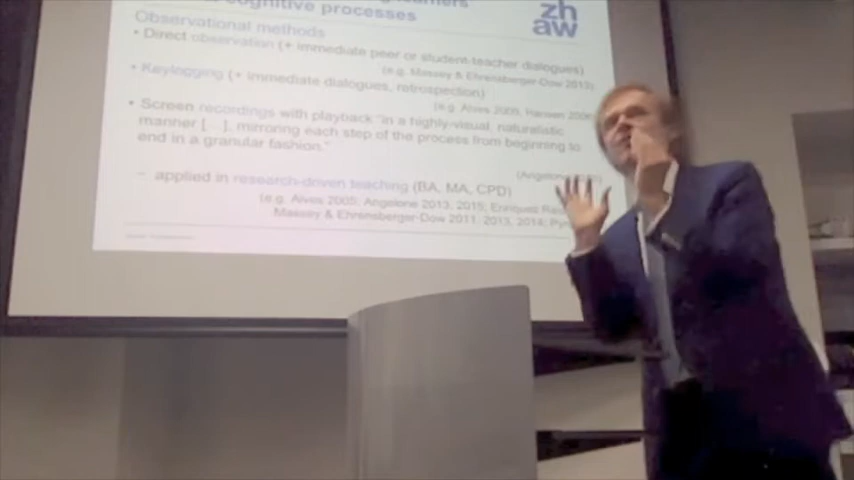 cognitive processes
zh
aw
Observational methods
• Direct observation (+ immediate peer or student-teacher dialogues)
(e.g. Massey & Ehrensberger-Dow 2013)
• Keylogging (+ immediate dialogues, retrospection)
(e.g. Alves 2005, Hansen 2006
• Screen recordings with playback "in a highly-visual, naturalistic
manner [...], mirroring each step of the process from beginning to
end in a granular fashion."
(Angelone
– applied in research-driven teaching (BA, MA, CPD)
(e.g. Alves 2005; Angelone 2013, 2015; Enríquez
Massey & Ehrensberger-Dow 2011, 2013, 2014;